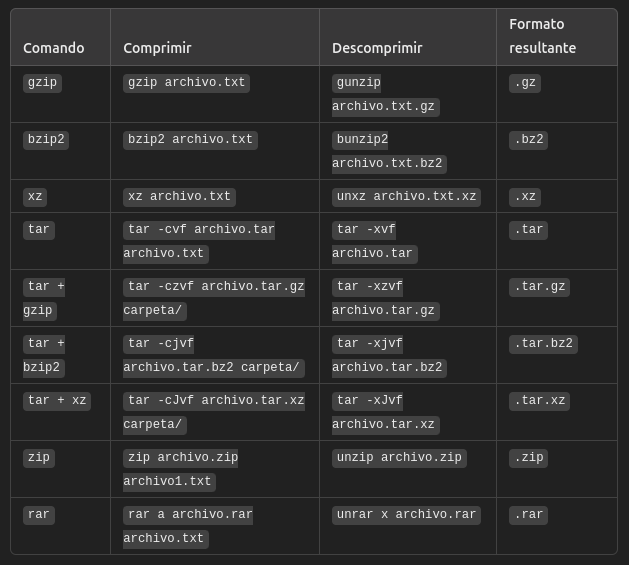 Comando Comprimir Descomprimir Formato
resultante
gzip gzip archivo.txt gunzip .gz
archivo.txt.gz
bzip2 bzip2 archivo.txt bunzip2 .bz2
archivo.txt.bz2
xz xz archivo.txt unxz archivo.txt.xz .xz
tar tar -cvf archivo.tar tar -xvf .tar
archivo.txt archivo.tar
tar + tar -czvf archivo.tar.gz tar -xzvf .tar.gz
gzip carpeta/ archivo.tar.gz
tar + tar -cjvf tar -xjvf .tar.bz2
bzip2 archivo.tar.bz2 carpeta/ archivo.tar.bz2
tar + xz tar -cJvf archivo.tar.xz tar -xJvf .tar.xz
carpeta/ archivo.tar.xz
zip zip archivo.zip unzip archivo.zip .zip
archivo1.txt
rar rar a archivo.rar unrar x archivo.rar .rar
archivo.txt